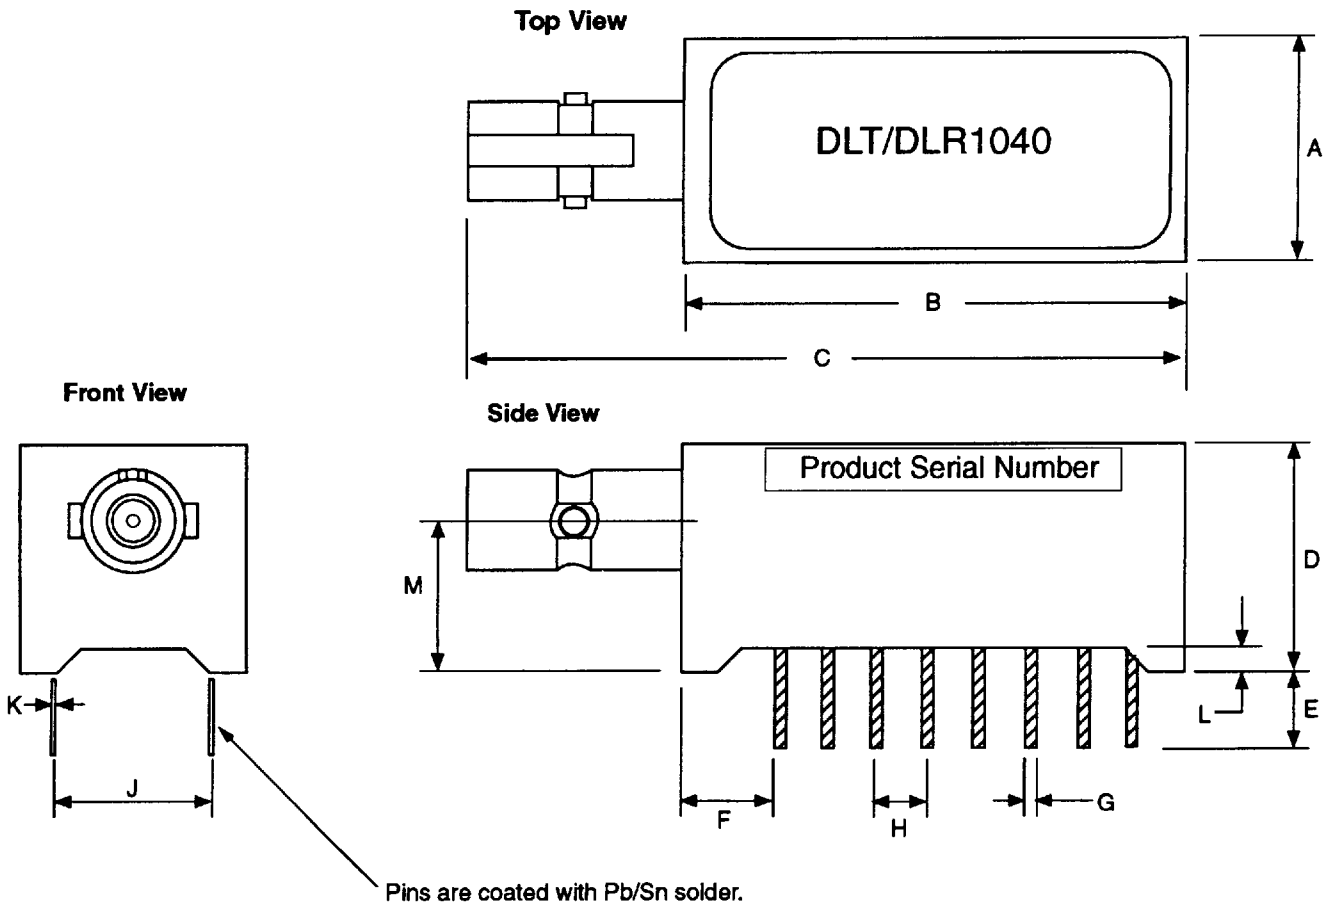 Top View
DLT/DLR1040
A
B
C
Front View
Side View
Product Serial Number
D
M
K
L
E
J
F
H
G
Pins are coated with Pb/Sn solder.